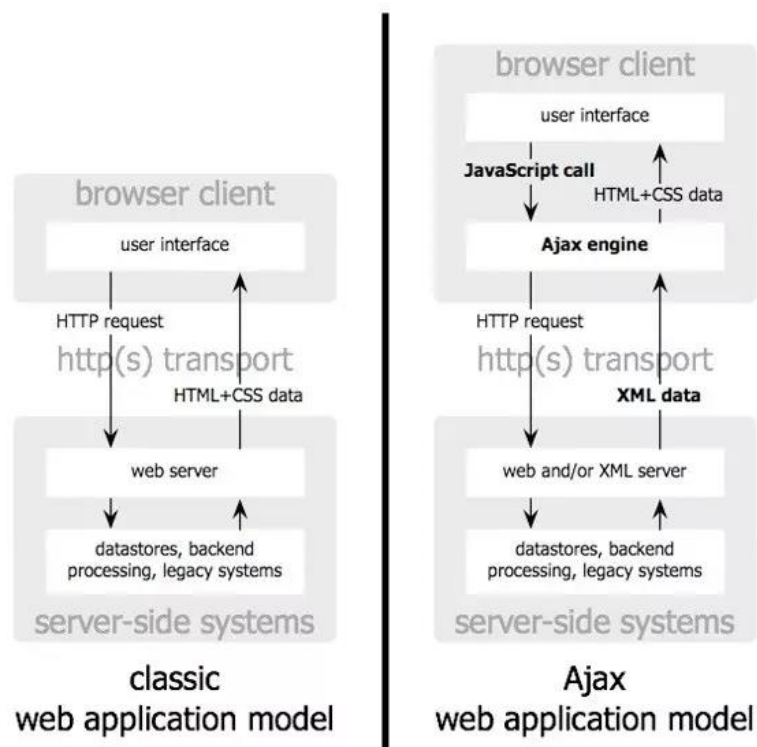 browser client
user interface
HTTP request
http(s) transport
HTML+CSS data
web server
datastores, backend
processing, legacy systems
server-side systems
classic
web application model
browser client
user interface
JavaScript call
HTML+CSS data
Ajax engine
HTTP request
http(s) transport
XML data
web and/or XML server
datastores, backend
processing, legacy systems
server-side systems
Ajax
web application model